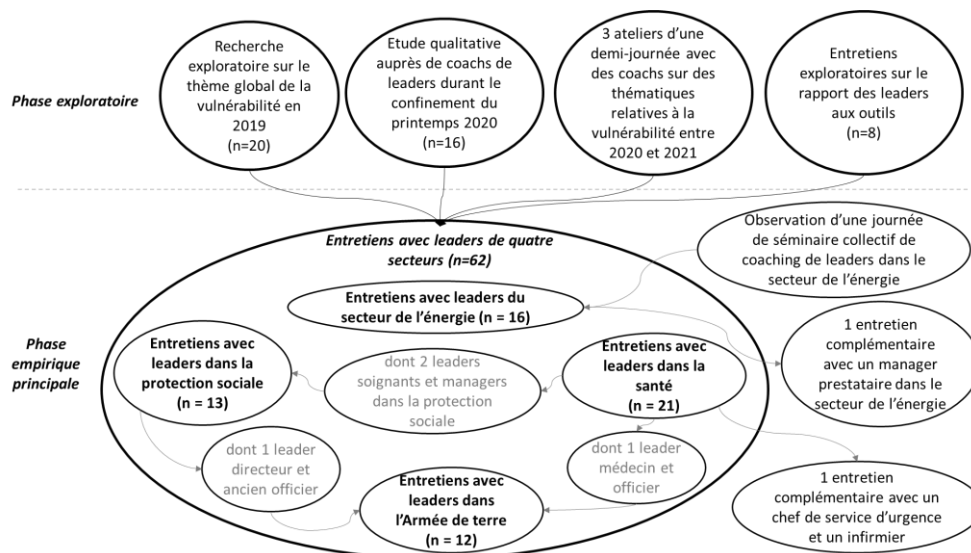 Phase exploratoire
Recherche
exploratoire sur le
thème global de la
vulnérabilité en
2019
(n=20)
Etude qualitative
auprès de coachs de
leaders durant le
confinement du
printemps 2020
(n=16)
3 ateliers d'une
demi-journée avec
des coachs sur des
thématiques
relatives à la
vulnérabilité entre
2020 et 2021
Entretiens
exploratoires sur le
rapport des leaders
aux outils
(n=8)
Phase
empirique
principale
Entretiens avec leaders de quatre
secteurs (n=62)
Observation d'une journée
de séminaire collectif de
coaching de leaders dans le
secteur de l'énergie
Entretiens avec leaders du
secteur de l'énergie (n = 16)
Entretiens avec
leaders dans la
protection sociale
(n = 13)
dont 2 leaders
soignants et managers
dans la protection
sociale
Entretiens avec
leaders dans la
santé
(n = 21)
1 entretien
complémentaire
avec un manager
prestataire dans le
secteur de l'énergie
dont 1 leader
directeur et
ancien officier
Entretiens avec
leaders dans
l'Armée de terre
(n = 12)
dont 1 leader
médecin et
officier
1 entretien
complémentaire avec un
chef de service d'urgence
et un infirmier